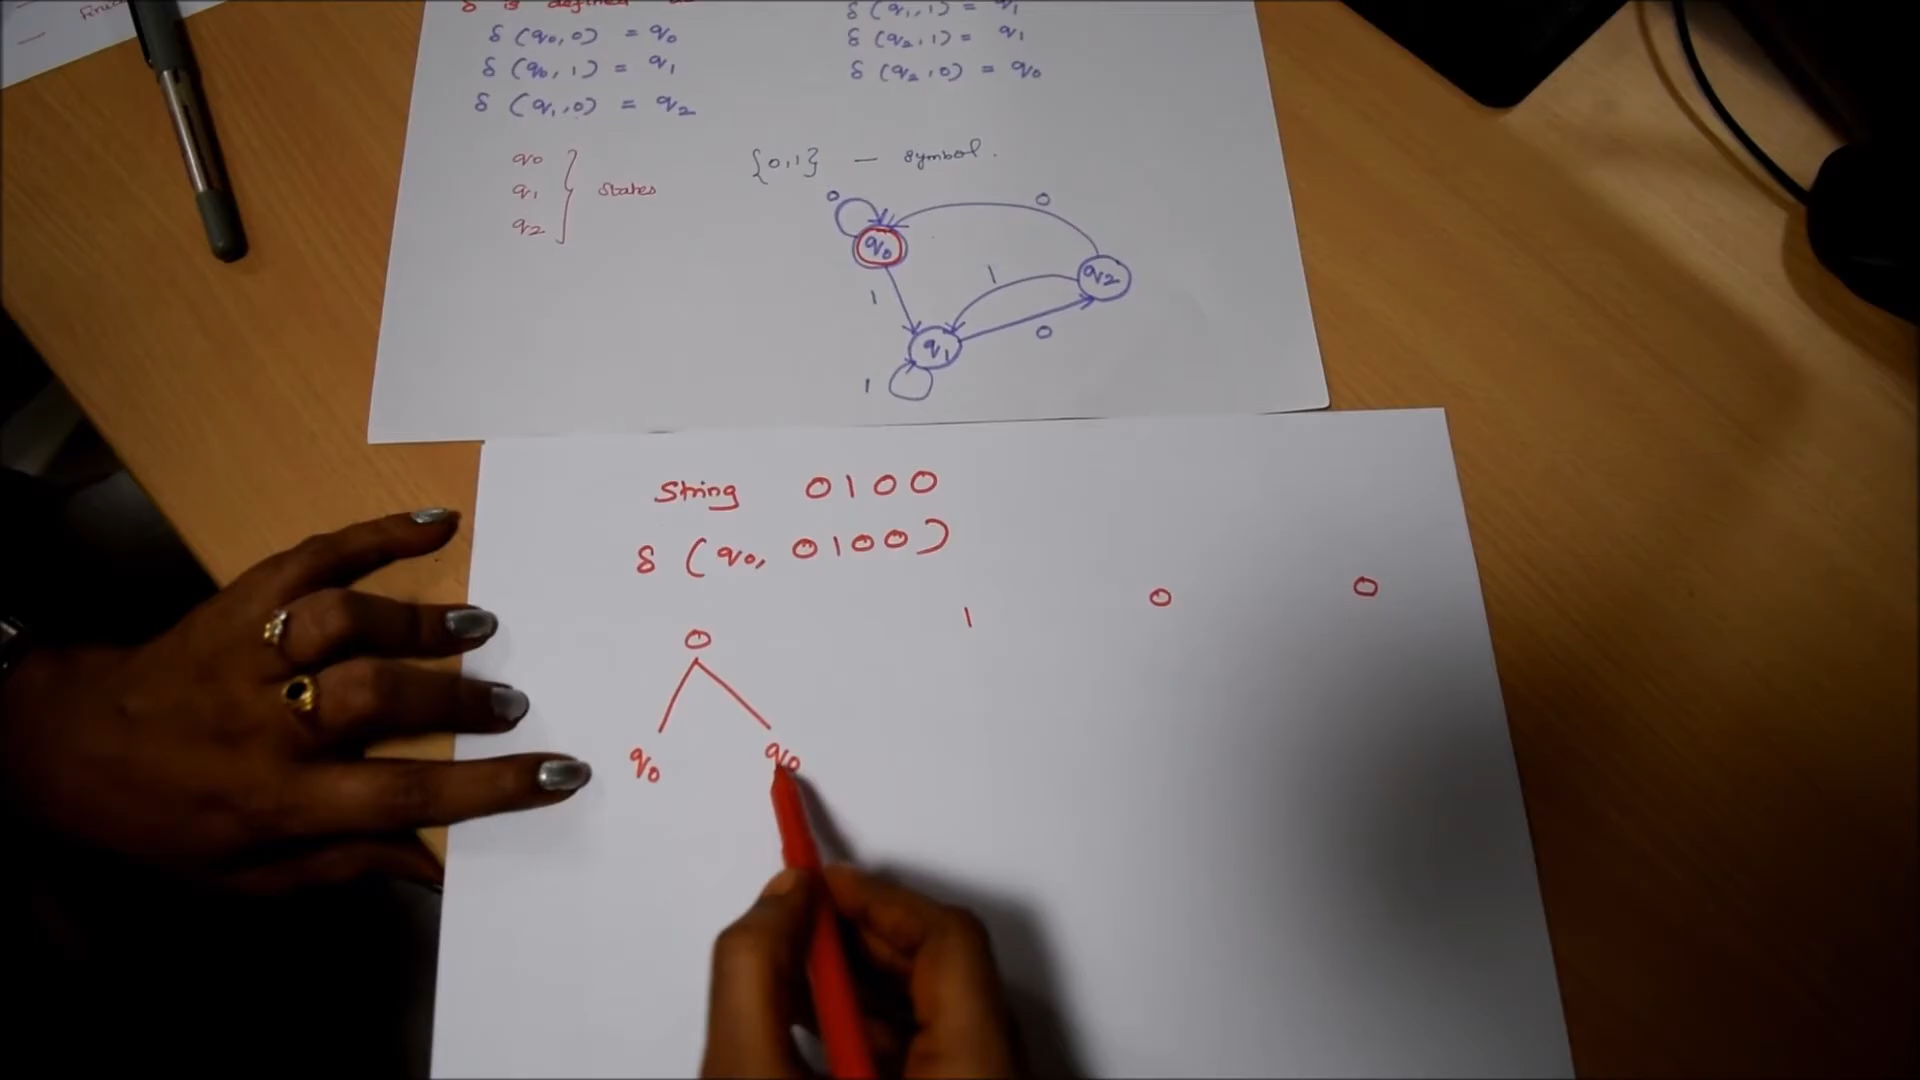 δ is defined
δ (q0, 0) = q0
δ (q0, 1) = q1
δ (q1, 0) = q2
δ (q1, 1) = q1
δ (q2, 1) = q1
δ (q2, 0) = q0
q0
q1
q2
} states
{0,1} — symbol.
0
0
q0
1
1
q2
q1
0
1
String 0100
δ (q0, 0100)
0 1 0 0
q0 q0